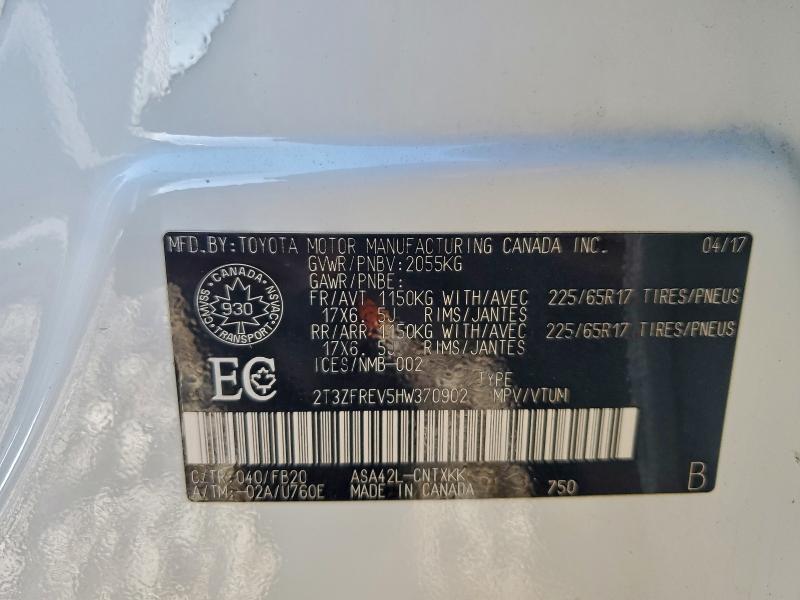 MFD.BY:TOYOTA MOTOR MANUFACTURING CANADA INC. 04/17
GVWR/PNBV:2055KG
GAWR/PNBE:
FR/AVT 1150KG WITH/AVEC 225/65R17 TIRES/PNEUS
17X6.5J RIMS/JANTES
RR/ARR 1150KG WITH/AVEC 225/65R17 TIRES/PNEUS
17X6.5J RIMS/JANTES
ICES/NMB-002
CANADA
CMVSS 930 NSVAC
TRANSPORT
EC
TYPE
2T3ZFREV5HW370902 MPV/VTUM
C/TR:040/FB20 ASA42L-CNTXKK
A/TM:-02A/U760E MADE IN CANADA 750 B